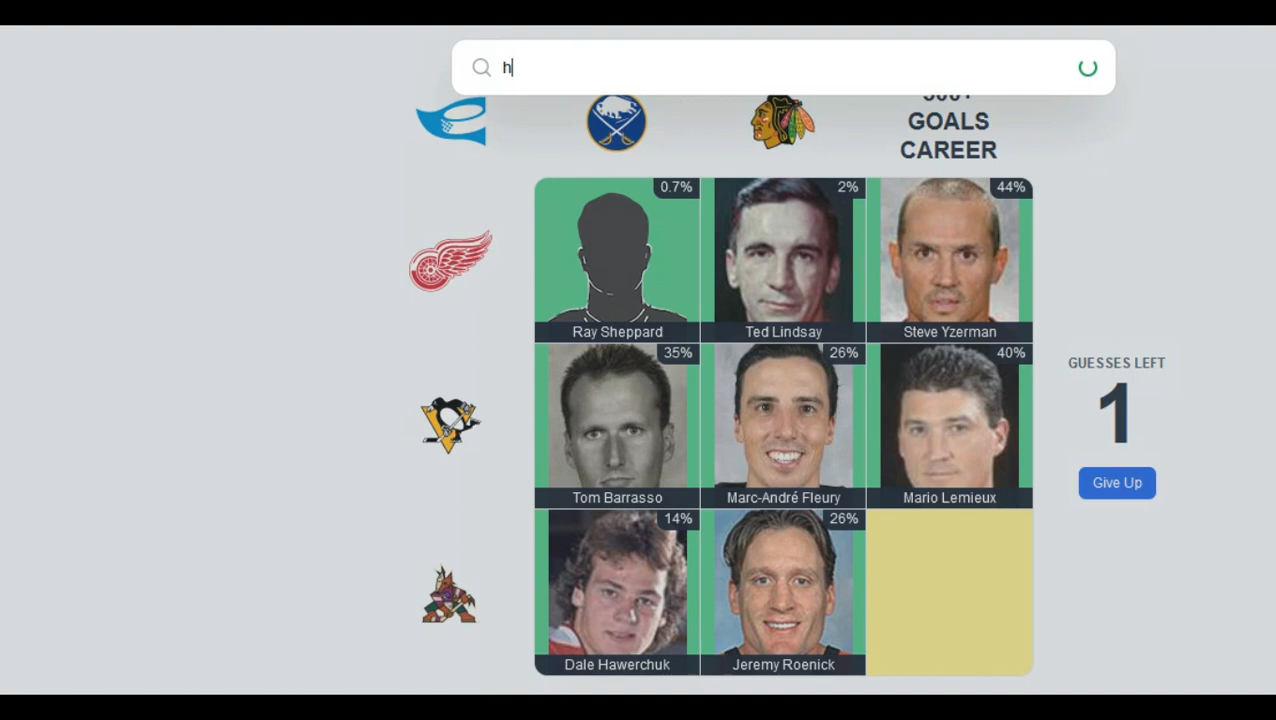 h
GOALS
CAREER
0.7%
2%
44%
Ray Sheppard
Ted Lindsay
Steve Yzerman
35%
26%
40%
GUESSES LEFT
1
Give Up
Tom Barrasso
Marc-André Fleury
Mario Lemieux
14%
26%
Dale Hawerchuk
Jeremy Roenick